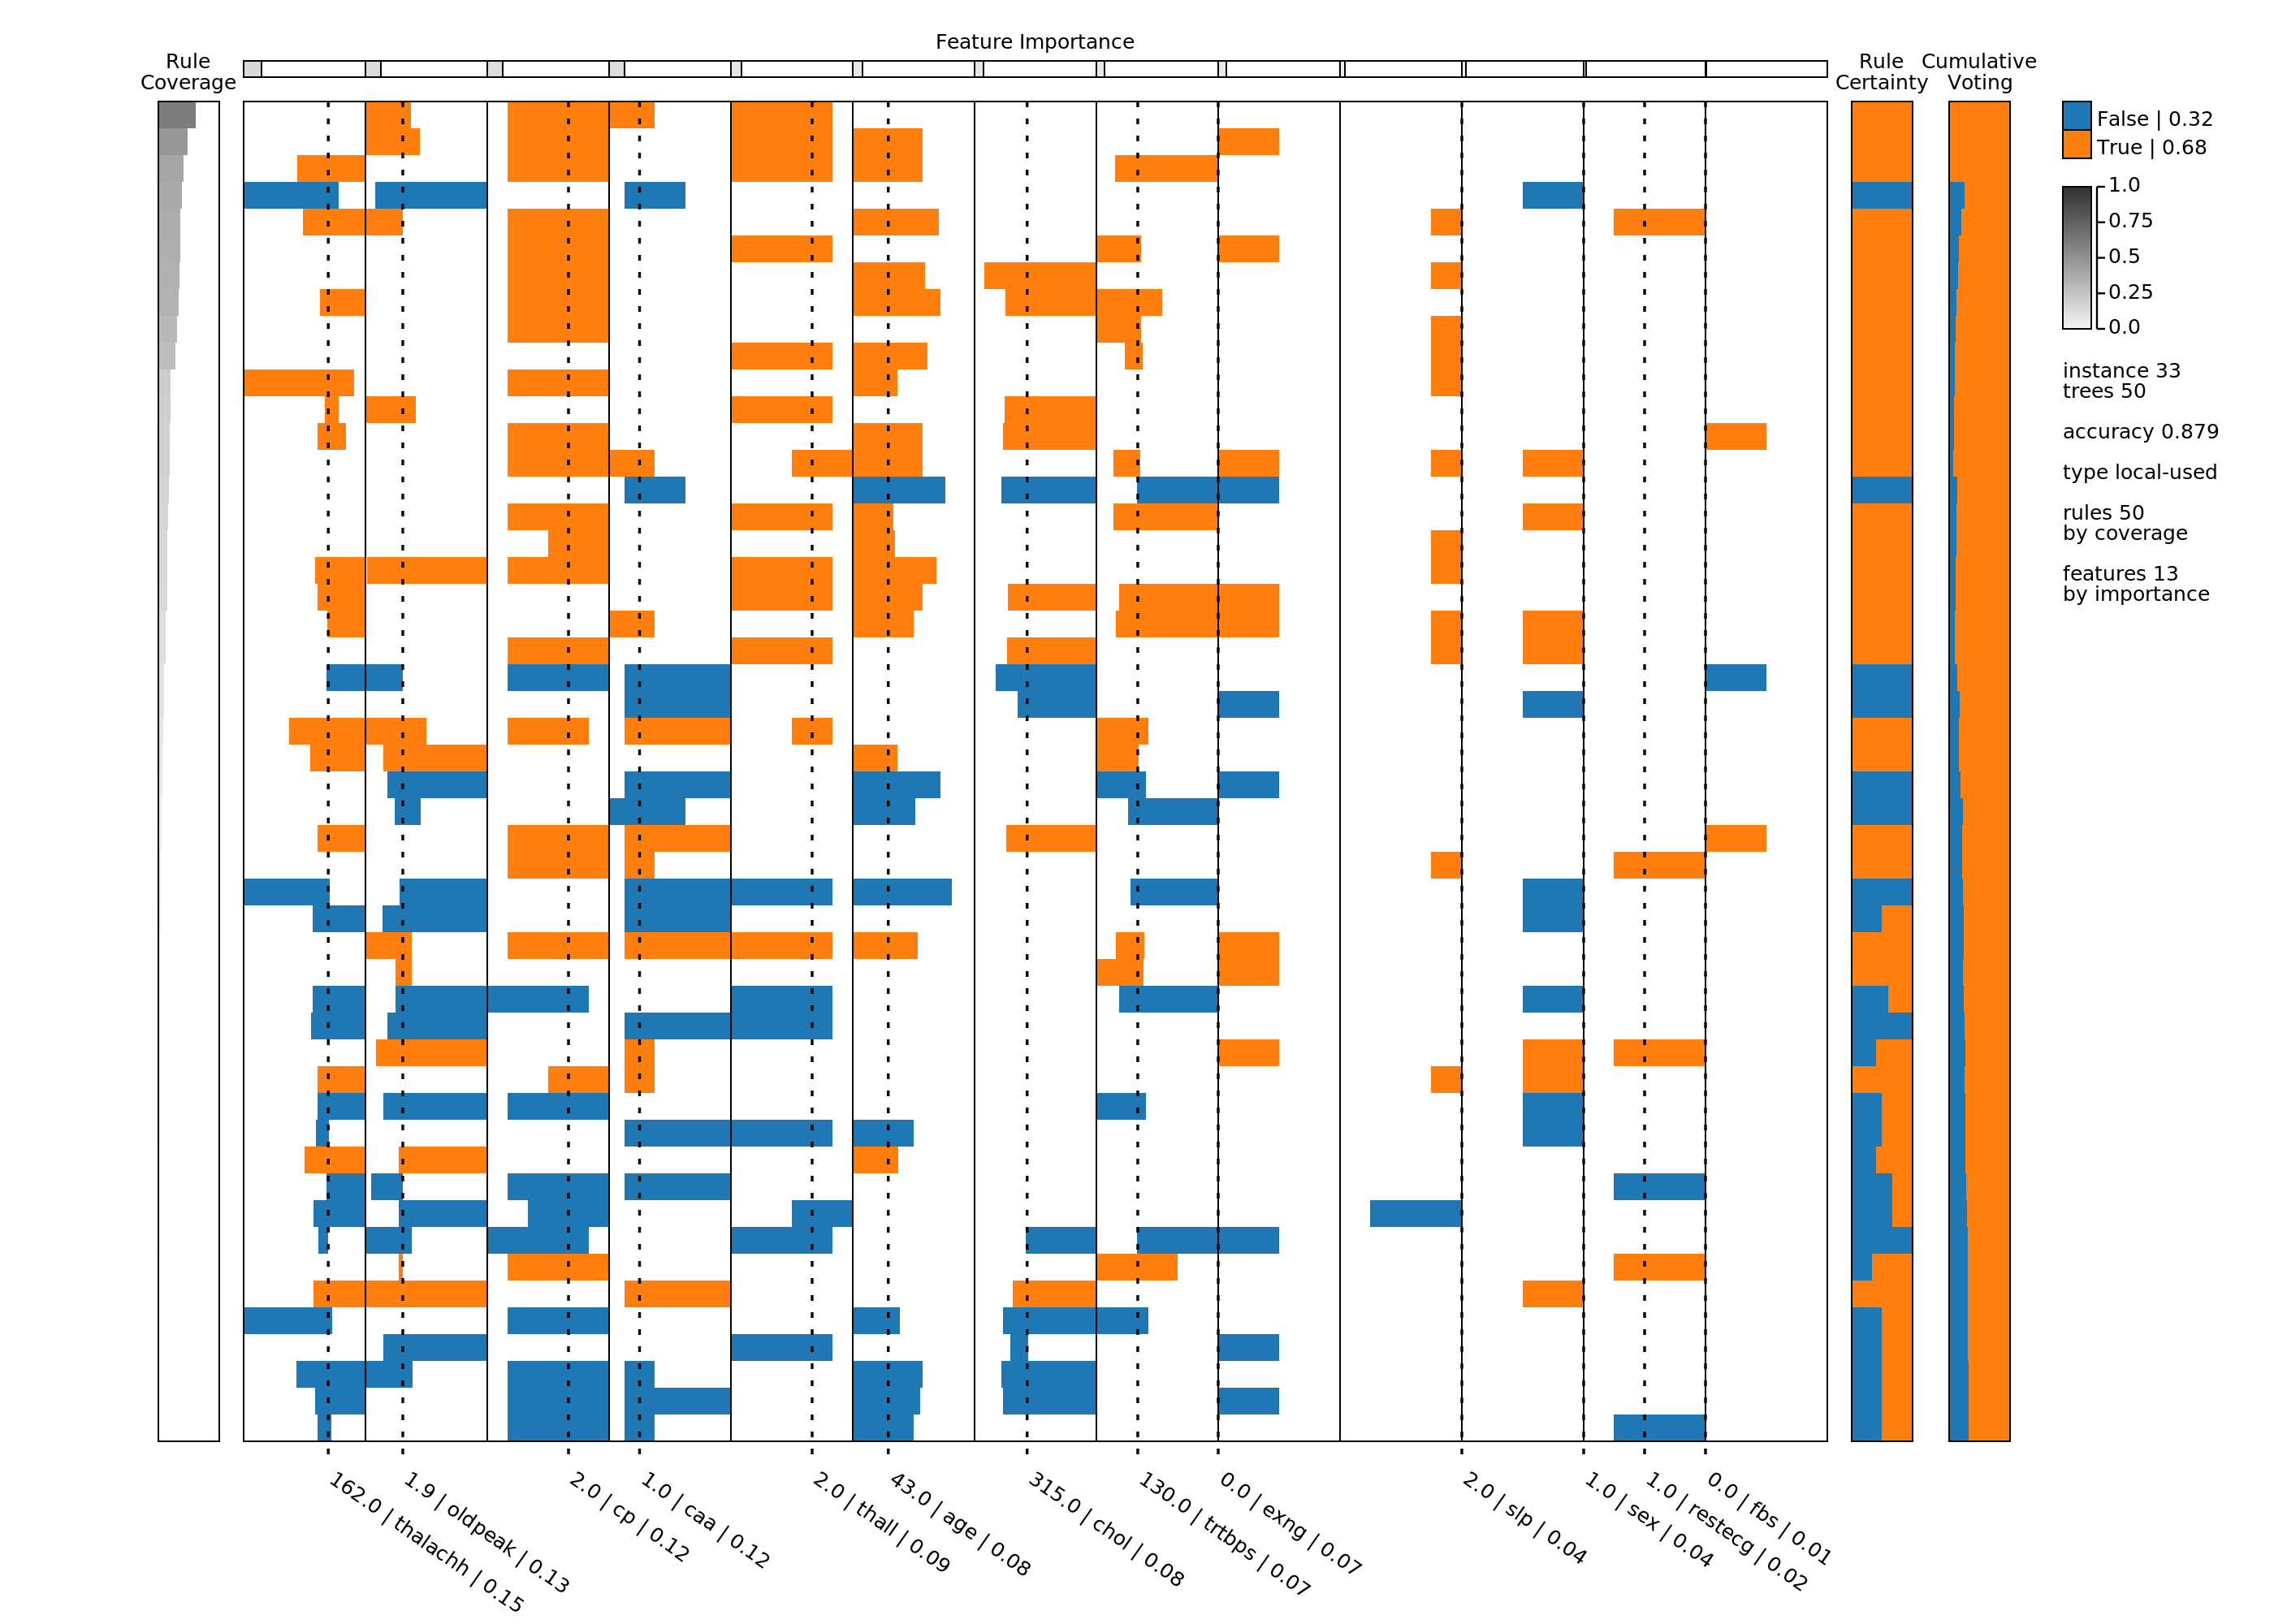 Feature Importance
Rule
Coverage
Rule
Certainty
Cumulative
Voting
False | 0.32
True | 0.68
1.0
0.75
0.5
0.25
0.0
instance 33
trees 50
accuracy 0.879
type local-used
rules 50
by coverage
features 13
by importance
162.0 | thalachh | 0.15
1.9 | oldpeak | 0.13
2.0 | cp | 0.12
1.0 | caa | 0.12
2.0 | thall | 0.09
43.0 | age | 0.08
315.0 | chol | 0.08
130.0 | trtbps | 0.07
0.0 | exng | 0.07
2.0 | slp | 0.04
1.0 | sex | 0.04
1.0 | restecg | 0.02
0.0 | fbs | 0.01